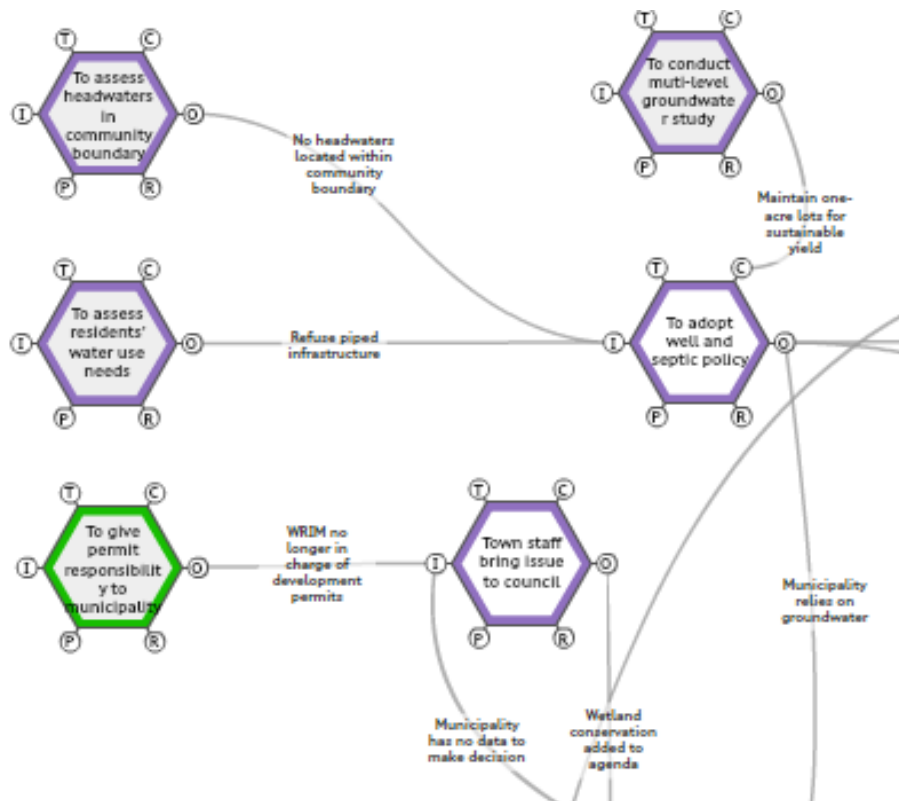 T
C
To assess
headwaters
in
community
boundary
I
O
P
R
No headwaters
located within
community
boundary
T
C
To conduct
muti-level
groundwate
r study
I
O
P
R
Maintain one-
acre lots for
sustainable
yield
T
C
To assess
residents'
water use
needs
I
O
P
R
Refuse piped
infrastructure
T
C
To adopt
well and
septic policy
I
O
P
R
T
C
To give
permit
responsibilit
y to
municipality
I
O
P
R
WRIM no
longer in
charge of
development
permits
T
C
Town staff
bring issue
to council
I
O
P
R
Municipality
relies on
groundwater
Municipality
has no data to
make decision
Wetland
conservation
added to
agenda